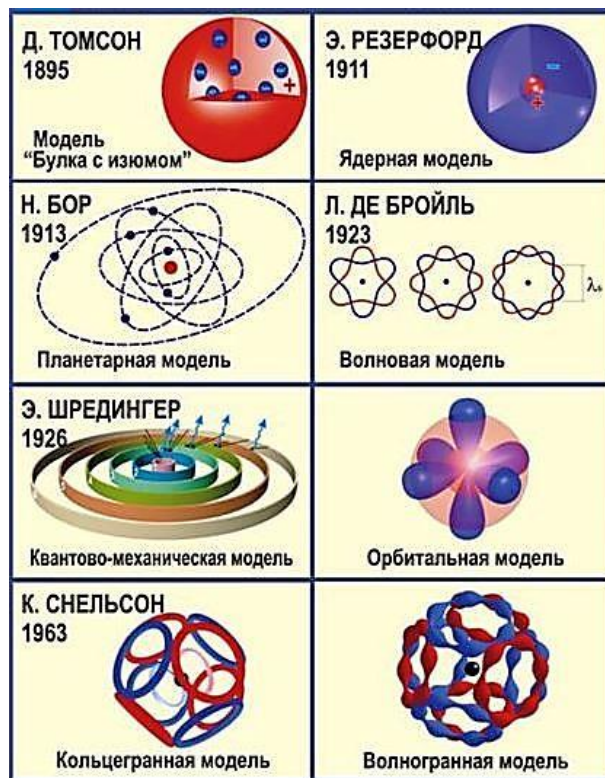 Д. ТОМСОН
1895
+
Модель
“Булка с изюмом”
Э. РЕЗЕРФОРД
1911
–
+
Ядерная модель
Н. БОР
1913
Планетарная модель
Л. ДЕ БРОЙЛЬ
1923
Волновая модель
Э. ШРЕДИНГЕР
1926
Квантово-механическая модель
Орбитальная модель
К. СНЕЛЬСОН
1963
Кольцегранная модель
Волногранная модель